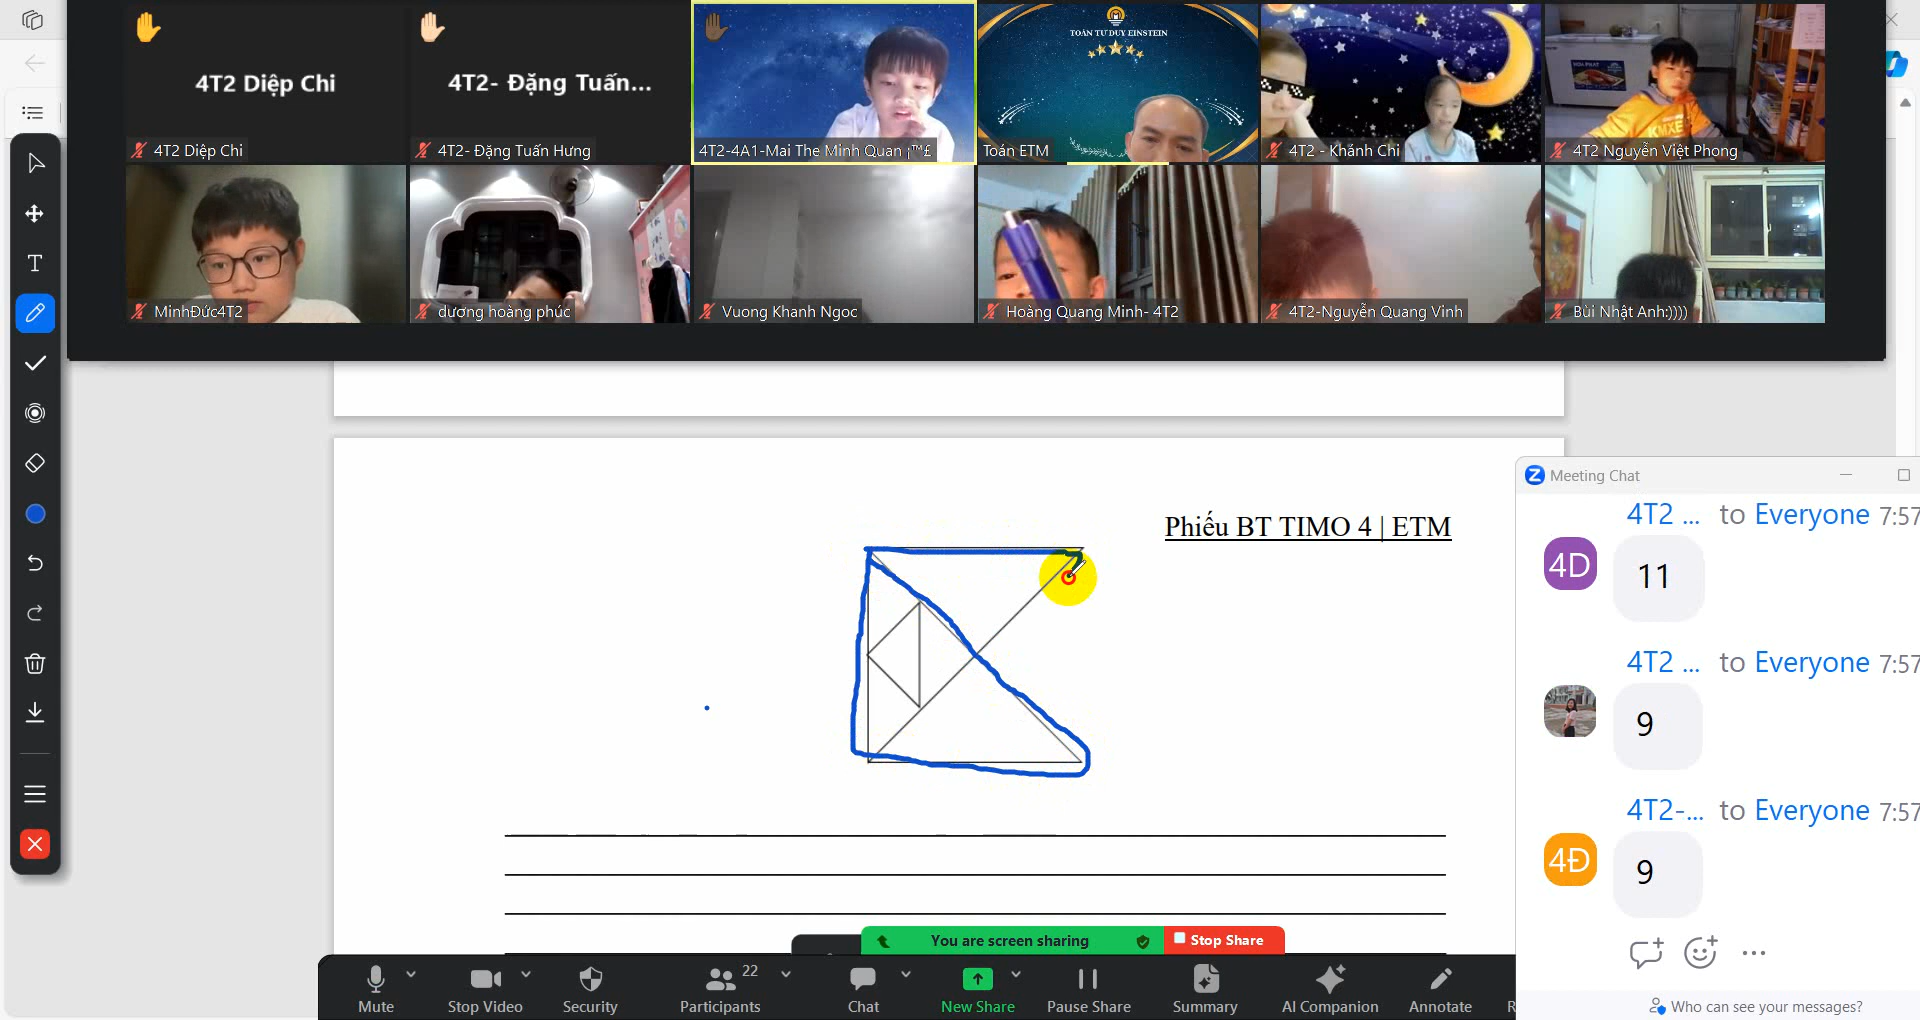 4T2 Diệp Chi
4T2- Đặng Tuấn...
TOÁN TƯ DUY EINSTEIN
4T2 Diệp Chi
4T2- Đặng Tuấn Hưng
4T2-4A1-Mai The Minh Quan ¡™£
Toán ETM
4T2 - Khánh Chi
4T2 Nguyễn Việt Phong
MinhĐức4T2
dương hoàng phúc
Vuong Khanh Ngoc
Hoàng Quang Minh- 4T2
4T2-Nguyễn Quang Vinh
Bùi Nhật Anh:))))
Phiếu BT TIMO 4 | ETM
Meeting Chat
4T2 ... to Everyone 7:57
4D
11
4T2 ... to Everyone 7:57
9
4T2-... to Everyone 7:57
4Đ
9
Who can see your messages?
You are screen sharing
Stop Share
Mute
Stop Video
Security
Participants
22
Chat
New Share
Pause Share
Summary
AI Companion
Annotate